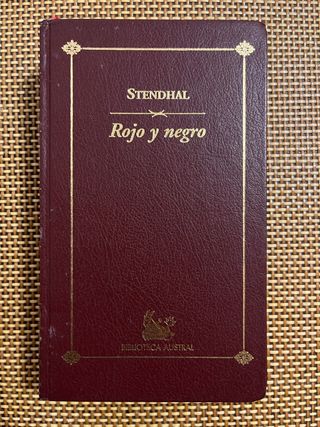 STENDHAL
Rojo y negro
BIBLIOTECA AUSTRAL